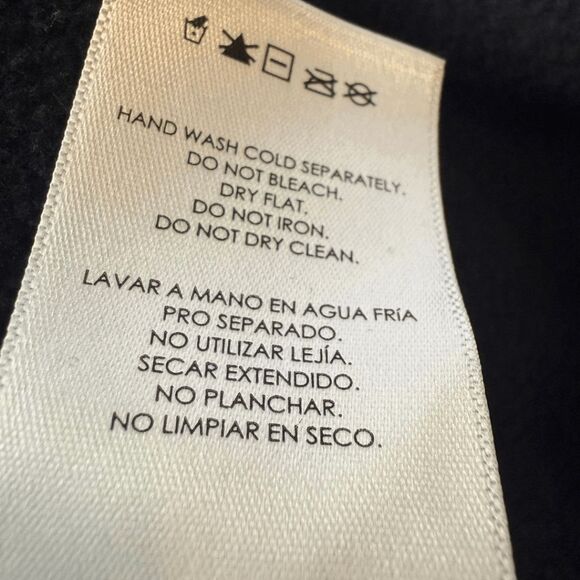 HAND WASH COLD SEPARATELY.
DO NOT BLEACH.
DRY FLAT.
DO NOT IRON.
DO NOT DRY CLEAN.
LAVAR A MANO EN AGUA FRíA
PRO SEPARADO.
NO UTILIZAR LEJÍA.
SECAR EXTENDIDO.
NO PLANCHAR.
NO LIMPIAR EN SECO.